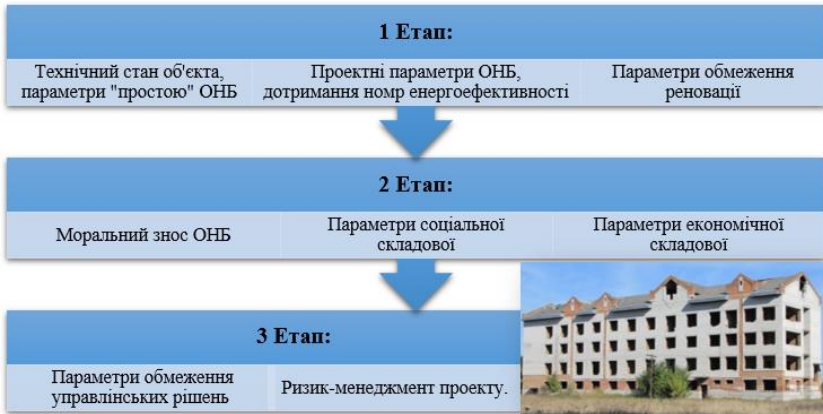 1 Етап:
Технічний стан об'єкта,
параметри "простою" ОНБ
Проектні параметри ОНБ,
дотримання номр енергоефективності
Параметри обмеження
реновації
2 Етап:
Моральний знос ОНБ
Параметри соціальної
складової
Параметри економічної
складової
3 Етап:
Параметри обмеження
управлінських рішень
Ризик-менеджмент проекту.